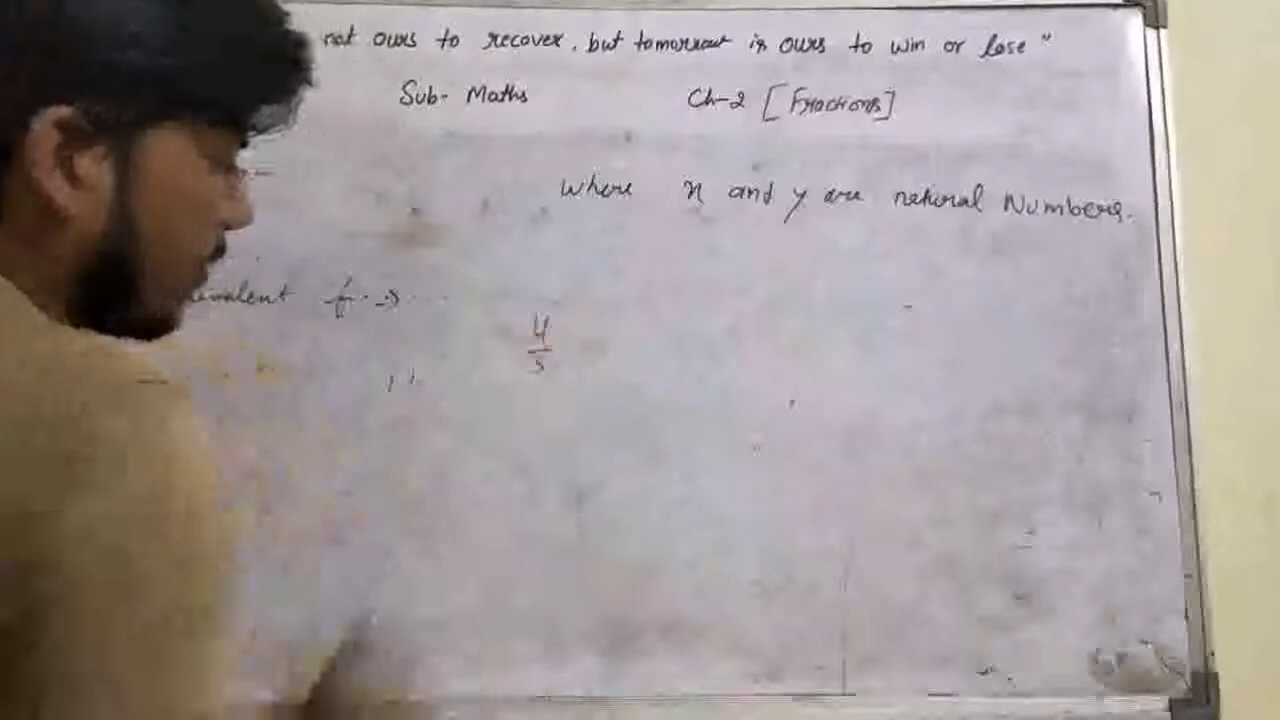 not ours to recover, but tomorrow is ours to win or lose"
Sub- Maths Ch-2 [Fractions]
where x and y are natural Numbers.
4
5